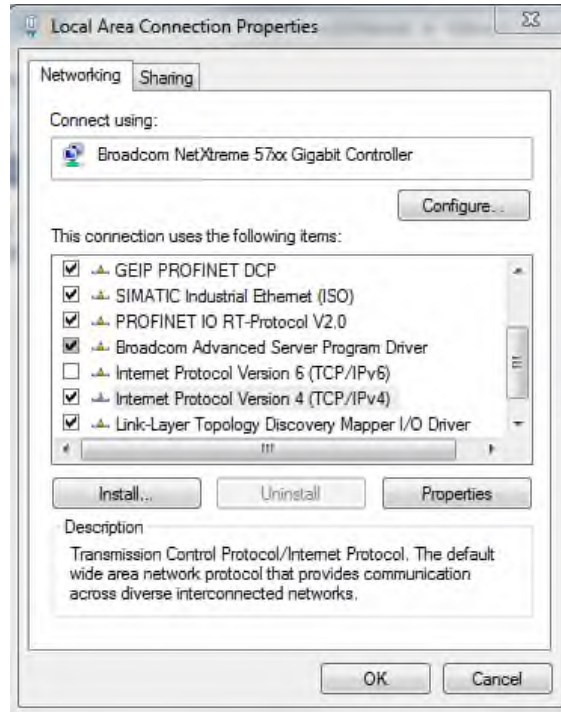 Local Area Connection Properties
Networking
Sharing
Connect using:
Broadcom NetXtreme 57xx Gigabit Controller
Configure...
This connection uses the following items:
GEIP PROFINET DCP
SIMATIC Industrial Ethernet (ISO)
PROFINET IO RT-Protocol V2.0
Broadcom Advanced Server Program Driver
Internet Protocol Version 6 (TCP/IPv6)
Internet Protocol Version 4 (TCP/IPv4)
Link-Layer Topology Discovery Mapper I/O Driver
Install...
Uninstall
Properties
Description
Transmission Control Protocol/Internet Protocol. The default
wide area network protocol that provides communication
across diverse interconnected networks.
OK
Cancel